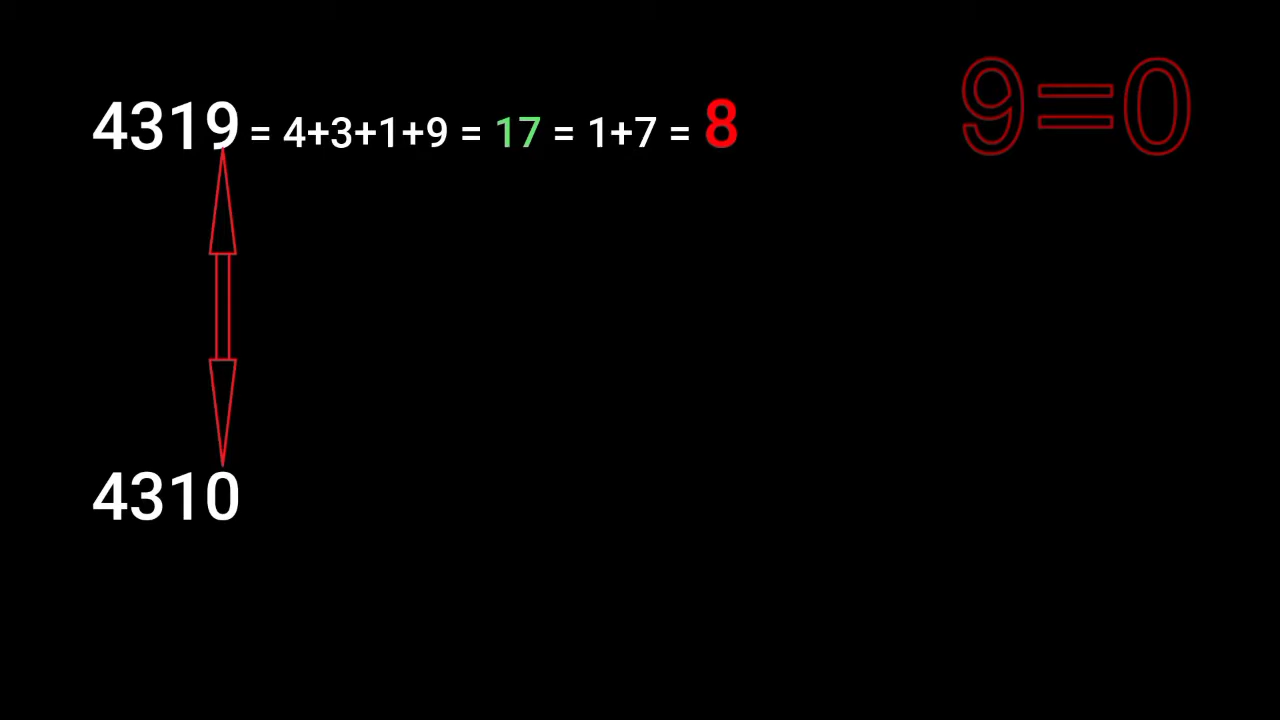 4319 = 4+3+1+9 = 17 = 1+7 = 8
9=0
4310